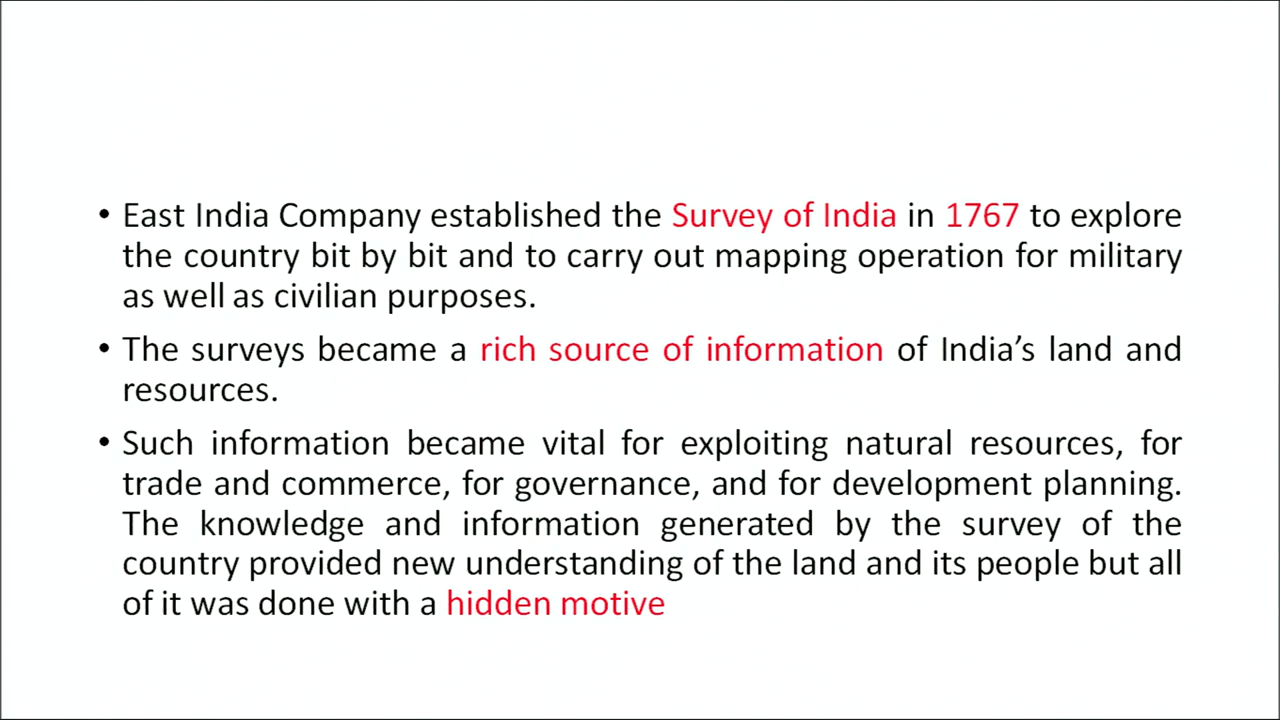 • East India Company established the Survey of India in 1767 to explore
the country bit by bit and to carry out mapping operation for military
as well as civilian purposes.
• The surveys became a rich source of information of India’s land and
resources.
• Such information became vital for exploiting natural resources, for
trade and commerce, for governance, and for development planning.
The knowledge and information generated by the survey of the
country provided new understanding of the land and its people but all
of it was done with a hidden motive